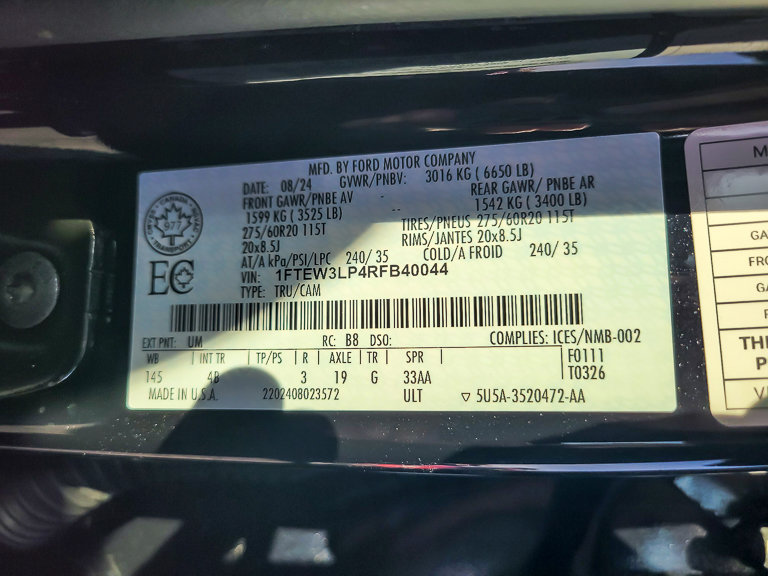 MFD. BY FORD MOTOR COMPANY
DATE: 08/24 GVWR/PNBV: 3016 KG ( 6650 LB)
FRONT GAWR/PNBE AV REAR GAWR/ PNBE AR
1599 KG ( 3525 LB) 1542 KG ( 3400 LB)
275/60R20 115T TIRES/PNEUS 275/60R20 115T
20x8.5J RIMS/JANTES 20x8.5J
AT/A kPa/PSI/LPC 240/ 35 COLD/A FROID 240/ 35
VIN: 1FTEW3LP4RFB40044
TYPE: TRU/CAM
CANADA
TRANSPORT
977
EC
EXT PNT: UM RC: B8 DSO: COMPLIES: ICES/NMB-002
WB INT TR TP/PS R AXLE TR SPR F0111
145 4B 3 19 G 33AA T0326
MADE IN U.S.A. 2202408023572 ULT ▽ 5U5A-3520472-AA